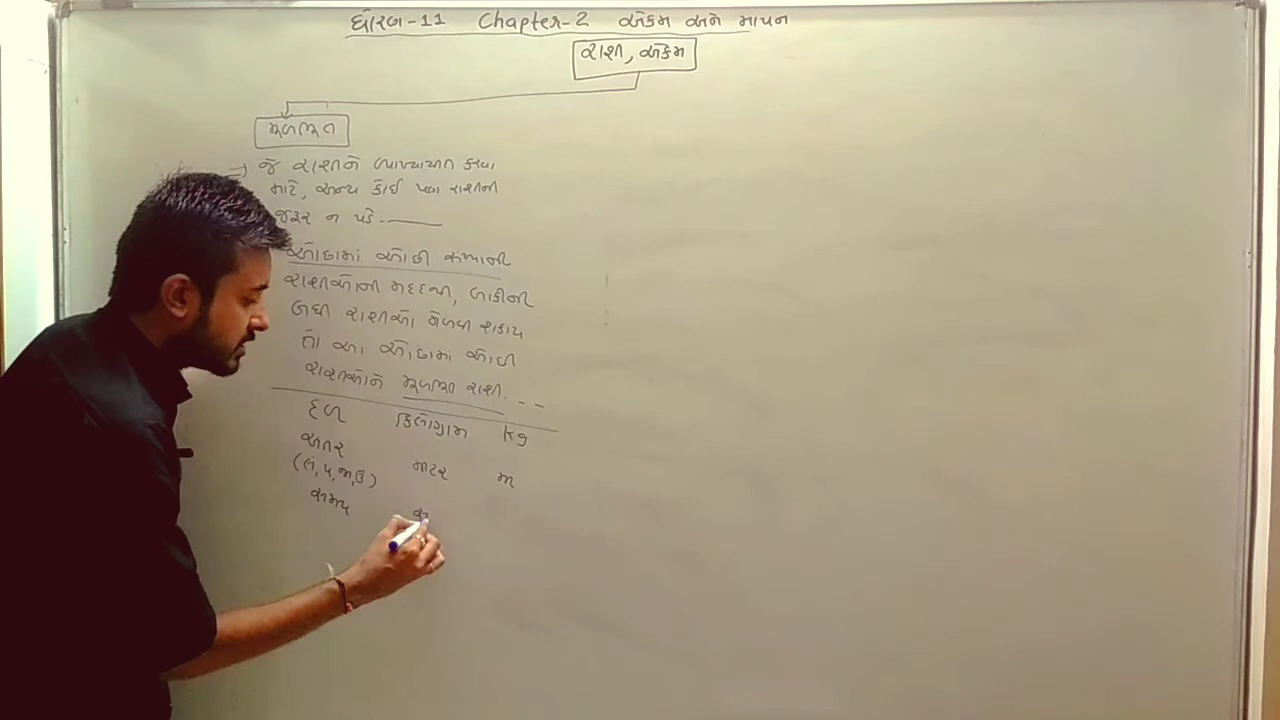 ધોરણ-11 Chapter-2 એકમ અને માપન
રાશી, એકમ
મૂળભૂત
→ જે રાશીને વ્યાખ્યાયીત કરવા
માટે, અન્ય કોઈ પણ રાશીની
જરૂર ન પડે.
ઓછામાં ઓછી સંખ્યાની
રાશીઓની મદદથી, બાકીની
બધી રાશીઓ મેળવી શકાય
તો આ ઓછામાં ઓછી
રાશીઓને મૂળભૂત રાશી. - -
દળ કિલોગ્રામ kg
અંતર
(લં, પ, જા, ઉં) મીટર m
સમય સે